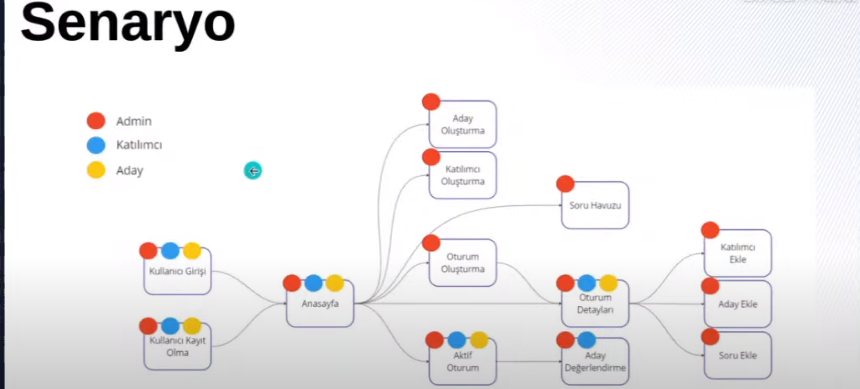 Senaryo
Admin
Katılımcı
Aday
Aday
Oluşturma
Katılımcı
Oluşturma
Soru Havuzu
Oturum
Oluşturma
Katılımcı
Ekle
Kullanıcı Girişi
Anasayfa
Oturum
Detayları
Aday Ekle
Kullanıcı Kayıt
Olma
Aktif
Oturum
Aday
Değerlendirme
Soru Ekle